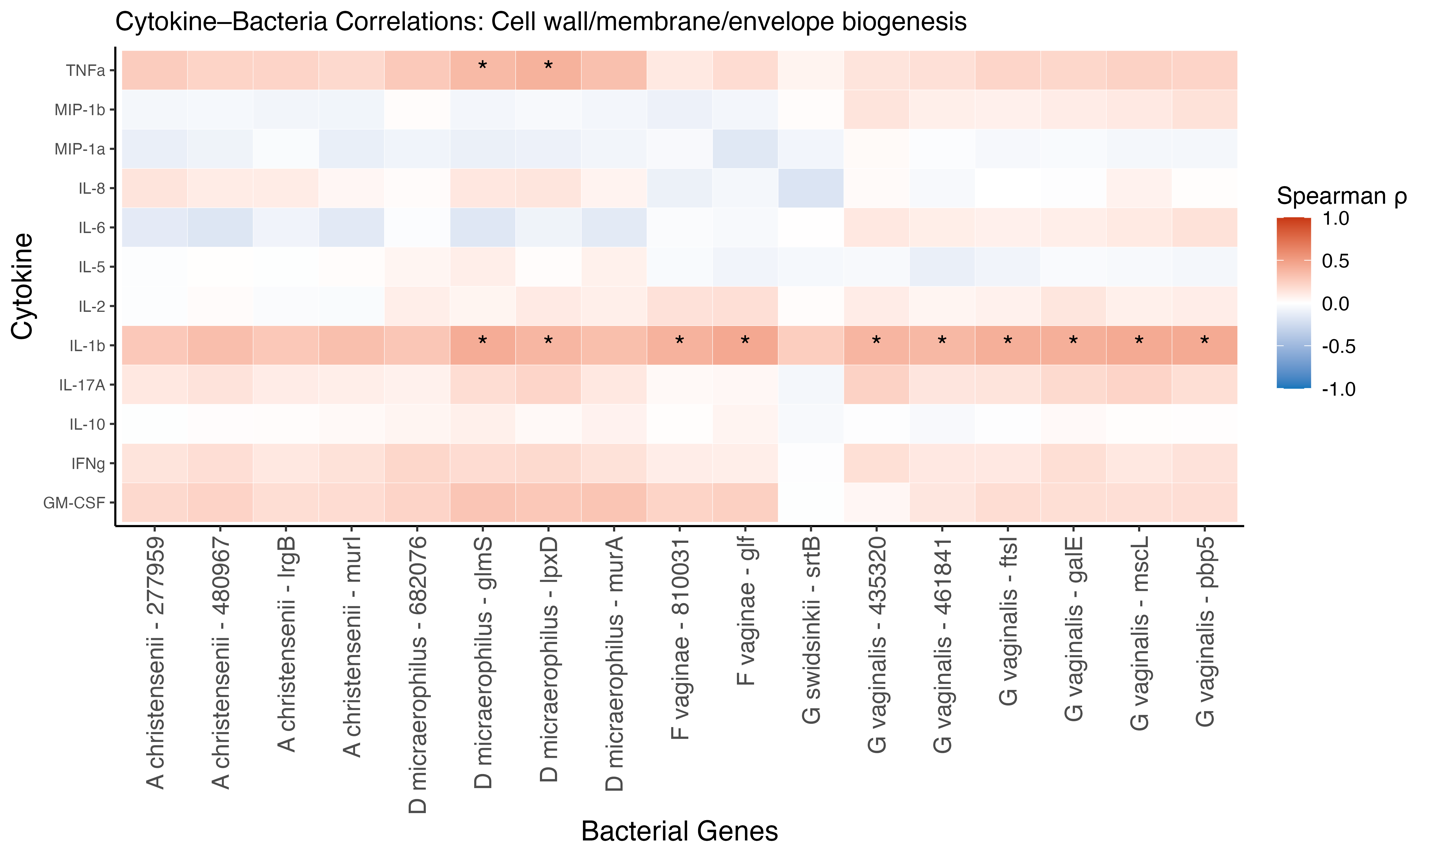 Cytokine–Bacteria Correlations: Cell wall/membrane/envelope biogenesis
Cytokine
TNFa
* *
MIP-1b
MIP-1a
IL-8
IL-6
IL-5
IL-2
IL-1b
* * * * * * * * * *
IL-17A
IL-10
IFNg
GM-CSF
Spearman ρ
1.0
0.5
0.0
-0.5
-1.0
A christensenii - 277959
A christensenii - 480967
A christensenii - lrgB
A christensenii - murI
D micraerophilus - 682076
D micraerophilus - glmS
D micraerophilus - lpxD
D micraerophilus - murA
F vaginae - 810031
F vaginae - glf
G swidsinkii - srtB
G vaginalis - 435320
G vaginalis - 461841
G vaginalis - ftsI
G vaginalis - galE
G vaginalis - mscL
G vaginalis - pbp5
Bacterial Genes